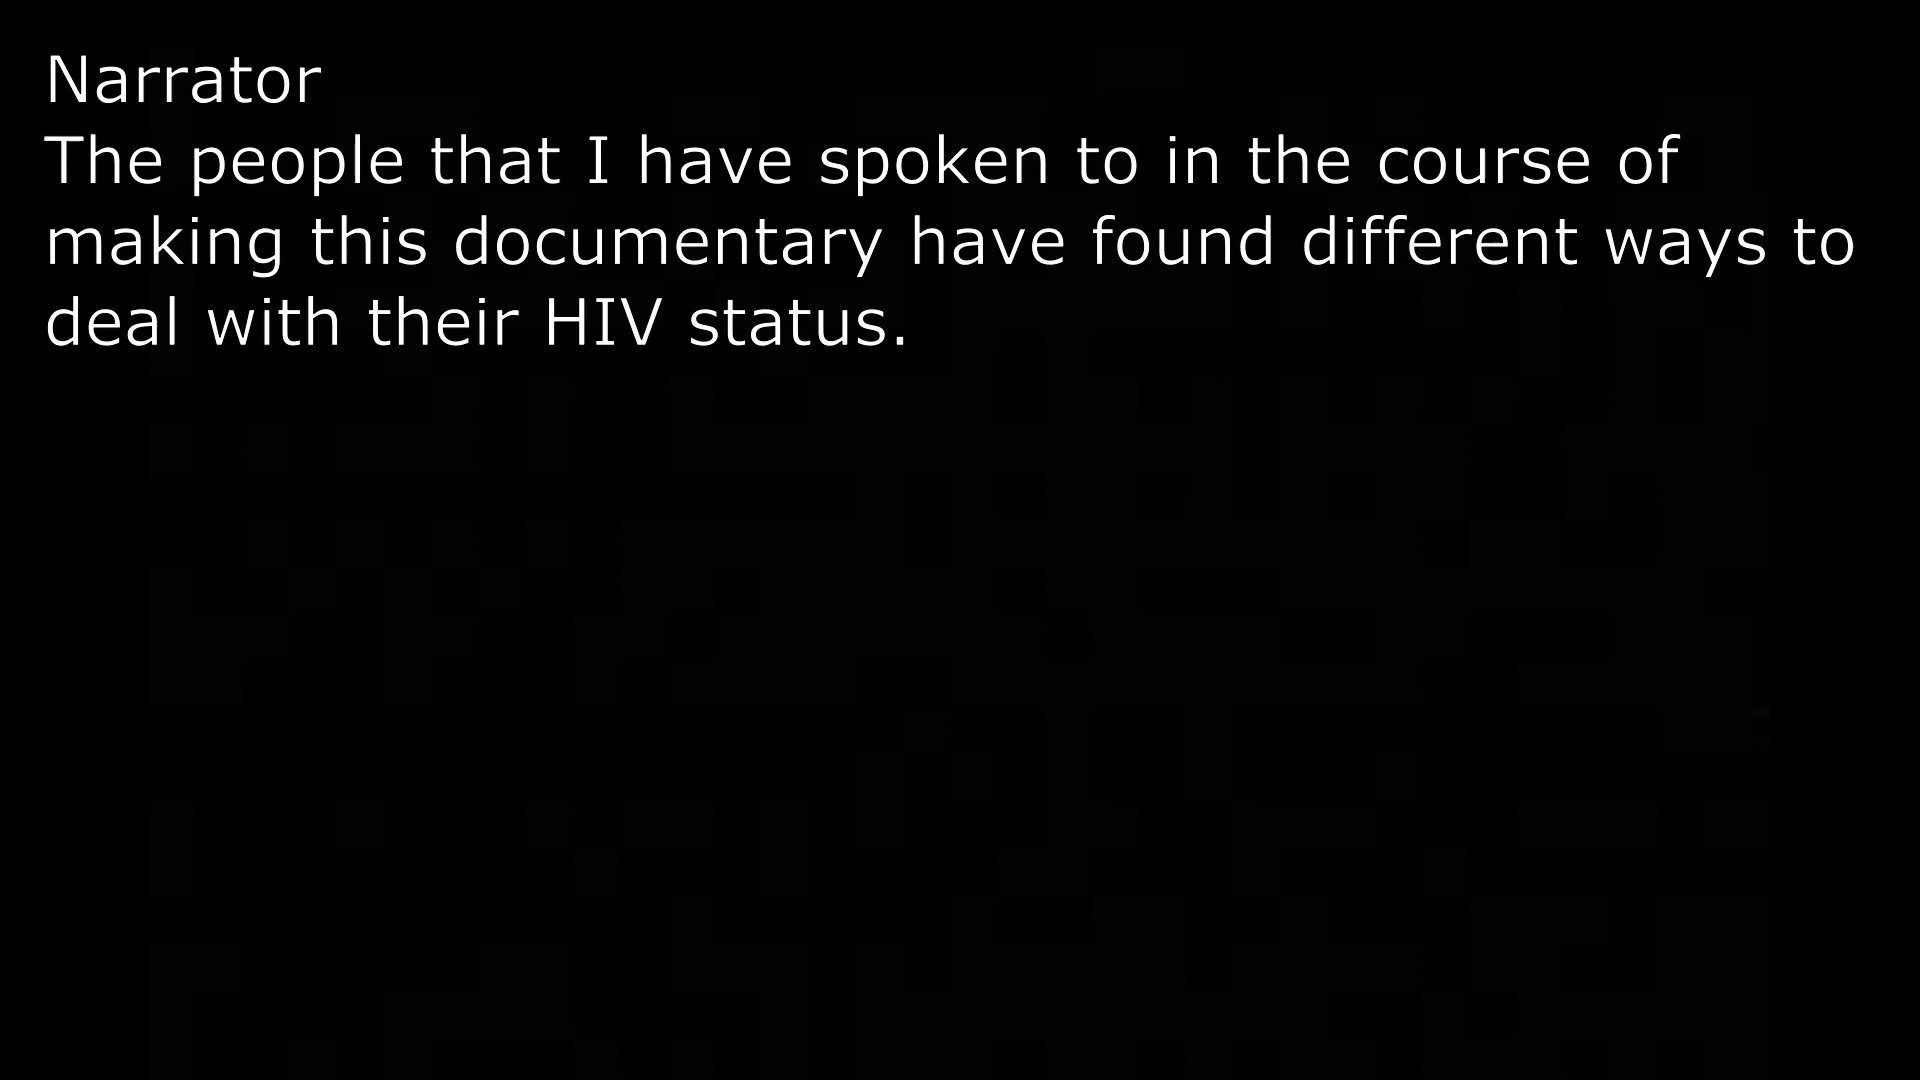 Narrator
The people that I have spoken to in the course of
making this documentary have found different ways to
deal with their HIV status.